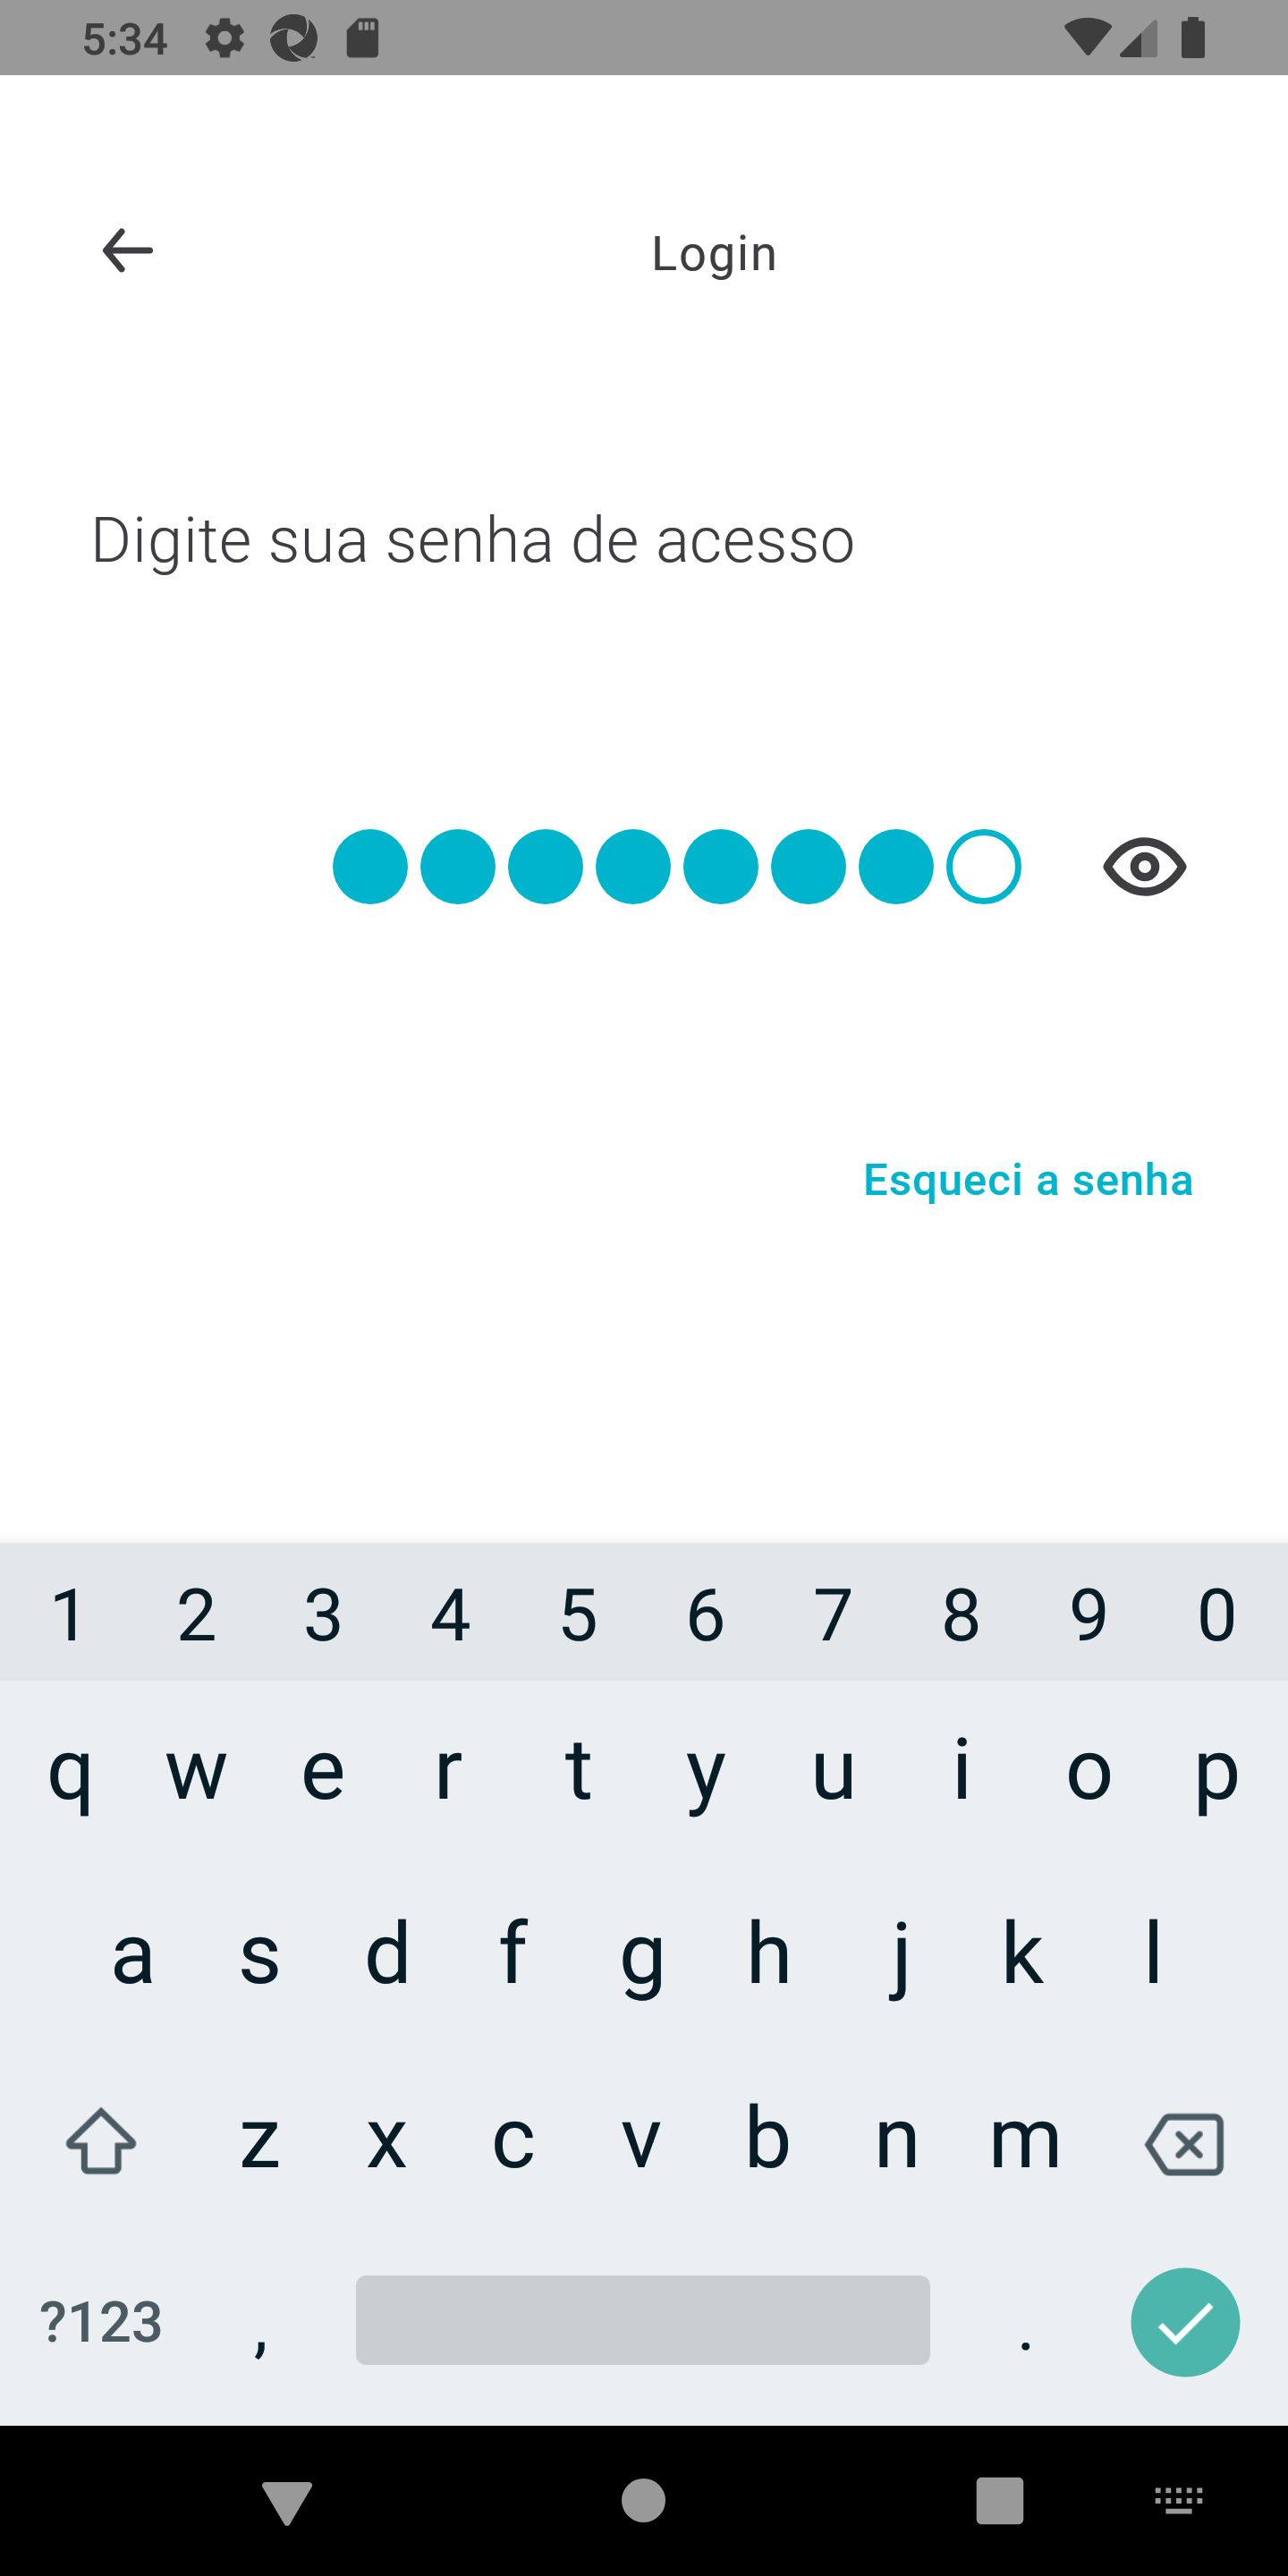 5:34
Login
Digite sua senha de acesso
Esqueci a senha
1 2 3 4 5 6 7 8 9 0
q w e r t y u i o p
a s d f g h j k l
z x c v b n m
?123 , .